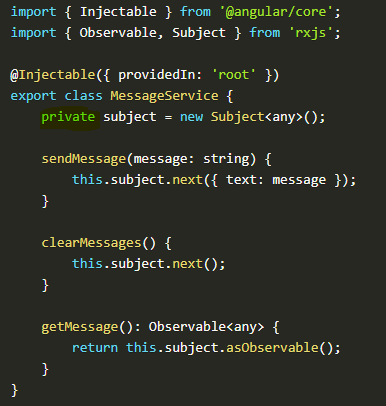 import { Injectable } from '@angular/core';
import { Observable, Subject } from 'rxjs';
@Injectable({ providedIn: 'root' })
export class MessageService {
    private subject = new Subject<any>();
    sendMessage(message: string) {
        this.subject.next({ text: message });
    }
    clearMessages() {
        this.subject.next();
    }
    getMessage(): Observable<any> {
        return this.subject.asObservable();
    }
}